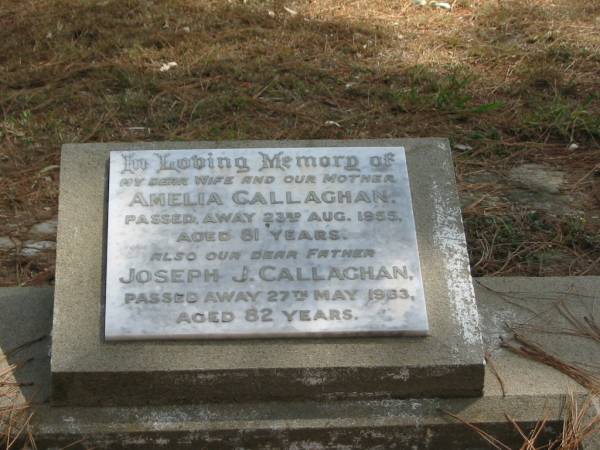 In Loving Memory of
MY DEAR WIFE AND OUR MOTHER
AMELIA CALLAGHAN.
PASSED AWAY 23RD AUG. 1955,
AGED 81 YEARS.
ALSO OUR DEAR FATHER
JOSEPH J. CALLAGHAN,
PASSED AWAY 27TH MAY 1963,
AGED 82 YEARS.